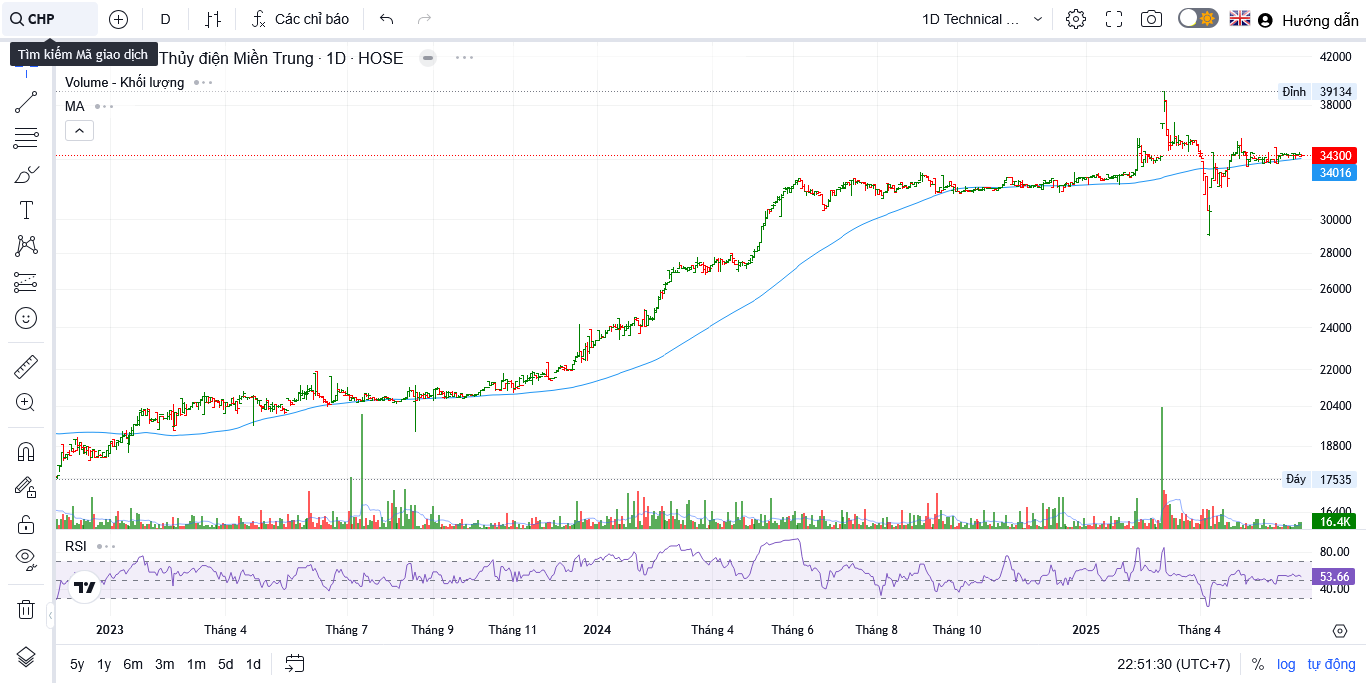 CHP D Các chỉ báo 1D Technical ... Hướng dẫn
Tìm kiếm Mã giao dịch
Thủy điện Miền Trung · 1D · HOSE
Volume - Khối lượng
MA
42000
Đỉnh 39134
38000
34300
34016
30000
28000
26000
24000
22000
20400
18800
Đáy 17535
16400
16.4K
RSI
80.00
53.66
40.00
2023 Tháng 4 Tháng 7 Tháng 9 Tháng 11 2024 Tháng 4 Tháng 6 Tháng 8 Tháng 10 2025 Tháng 4
5y 1y 6m 3m 1m 5d 1d 22:51:30 (UTC+7) % log tự động